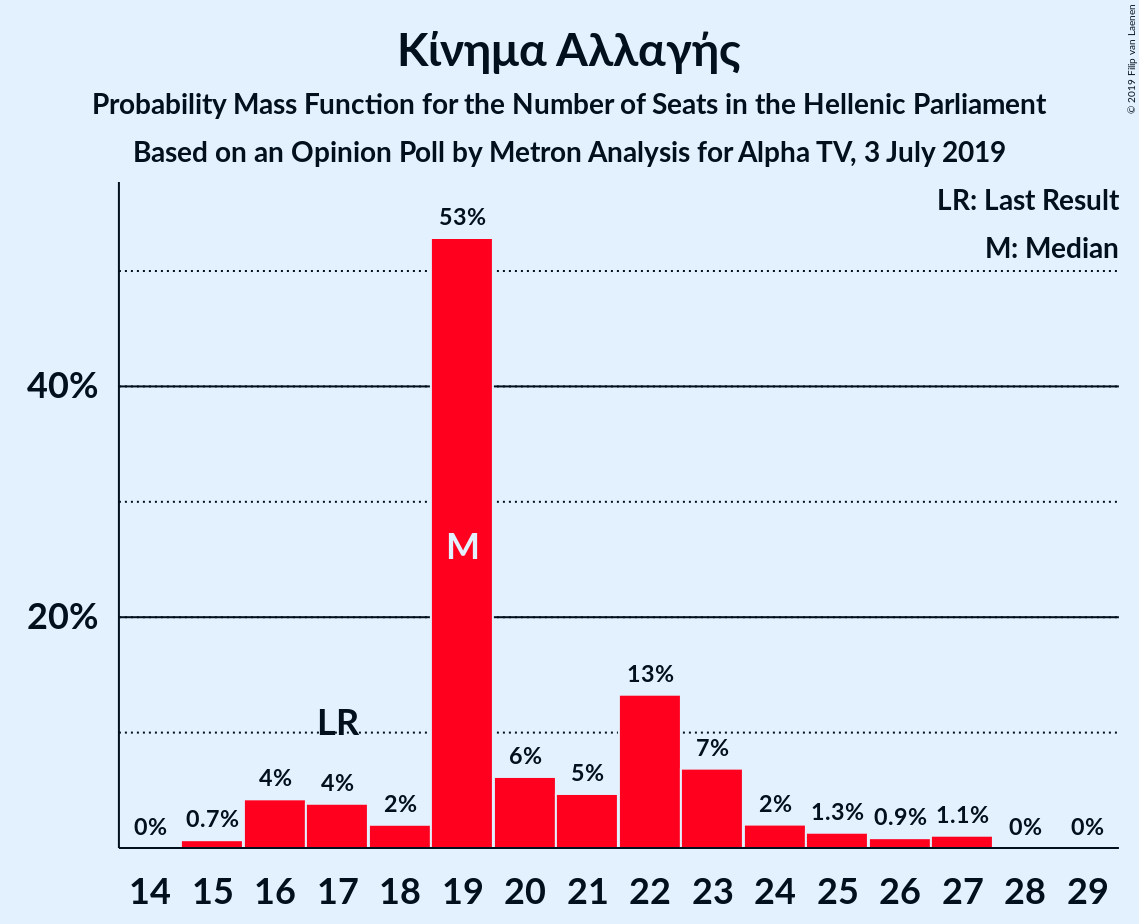 Κίνημα Αλλαγής
Probability Mass Function for the Number of Seats in the Hellenic Parliament
Based on an Opinion Poll by Metron Analysis for Alpha TV, 3 July 2019
© 2019 Filip van Laenen
LR: Last Result
M: Median
53%
40%
M
20%
13%
LR
7%
6%
5%
4%
4%
2%
2%
1.3%
1.1%
0.9%
0.7%
0%
0%
0%
14 15 16 17 18 19 20 21 22 23 24 25 26 27 28 29